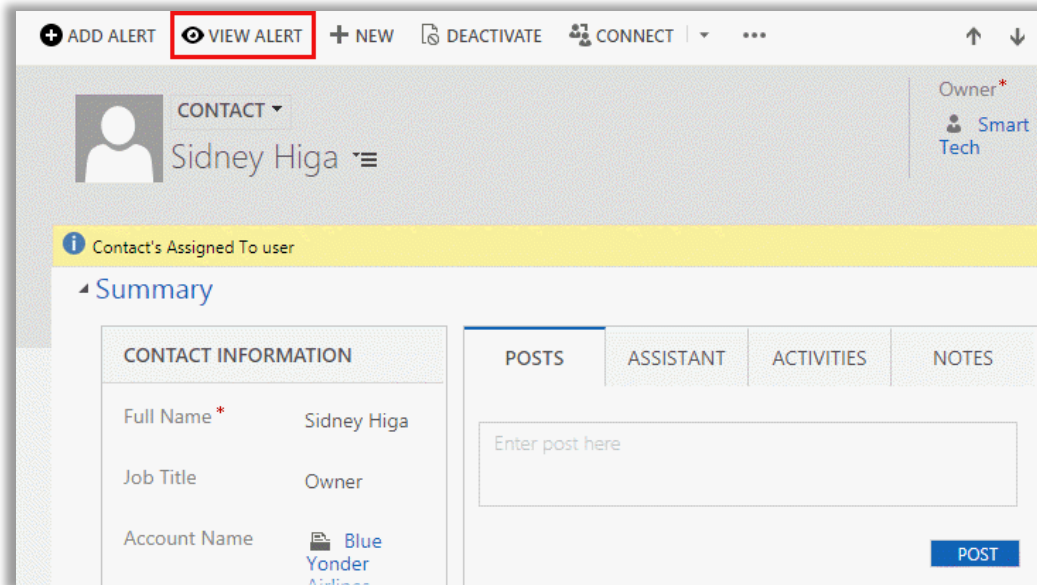 ADD ALERT VIEW ALERT NEW DEACTIVATE CONNECT
Owner*
CONTACT
Smart
Sidney Higa
Tech
Contact's Assigned To user
Summary
CONTACT INFORMATION
POSTS ASSISTANT ACTIVITIES NOTES
Full Name* Sidney Higa
Enter post here
Job Title Owner
Account Name Blue
Yonder
Airlines
POST